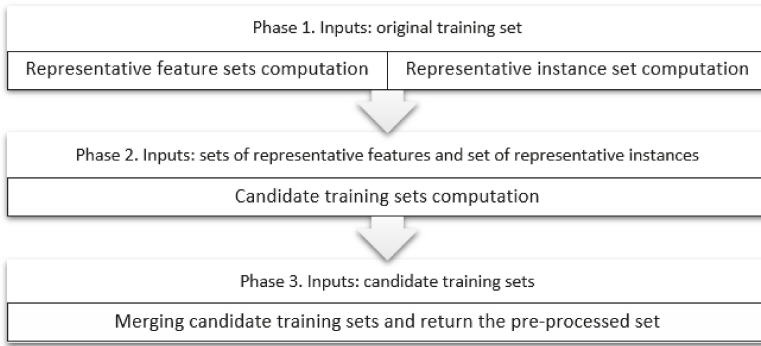 Phase 1. Inputs: original training set
Representative feature sets computation
Representative instance set computation
Phase 2. Inputs: sets of representative features and set of representative instances
Candidate training sets computation
Phase 3. Inputs: candidate training sets
Merging candidate training sets and return the pre-processed set